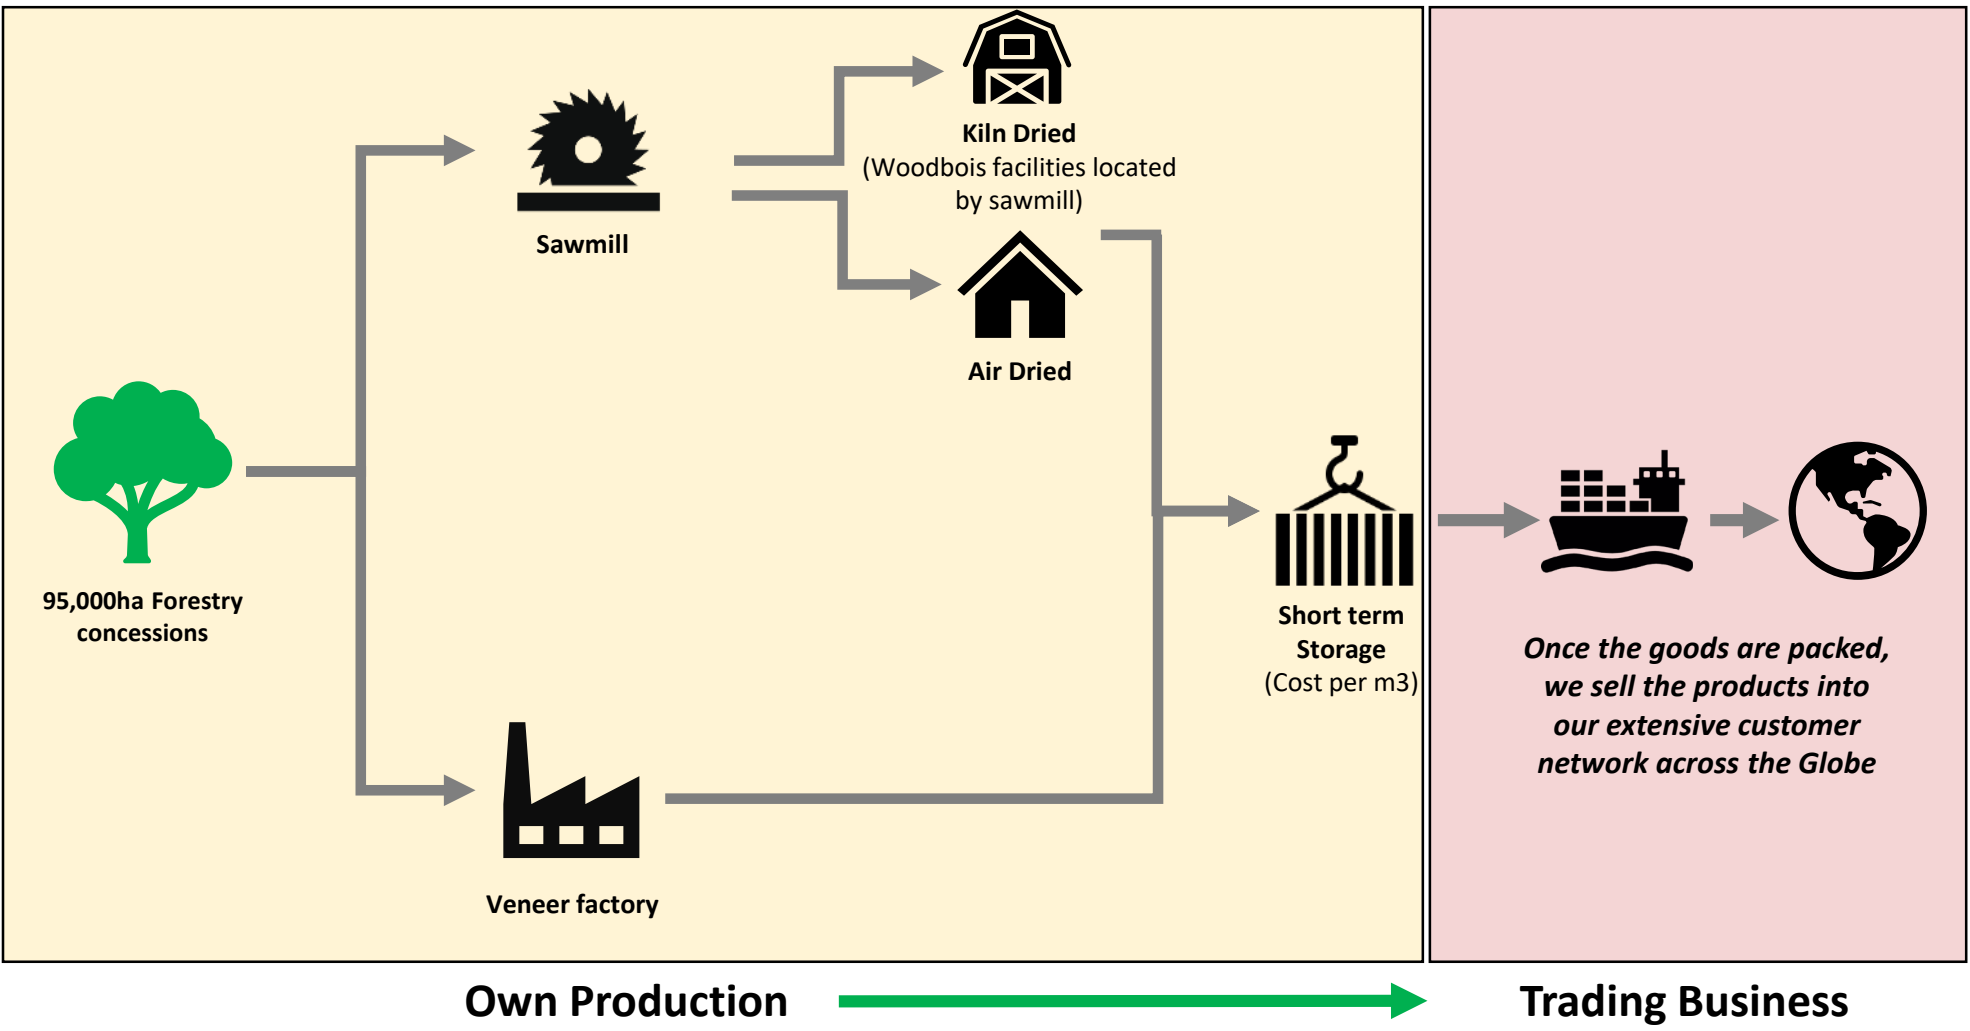 Kiln Dried
(Woodbois facilities located
by sawmill)
Sawmill
Air Dried
95,000ha Forestry
concessions
Short term
Storage
(Cost per m3)
Veneer factory
Once the goods are packed,
we sell the products into
our extensive customer
network across the Globe
Own Production
Trading Business